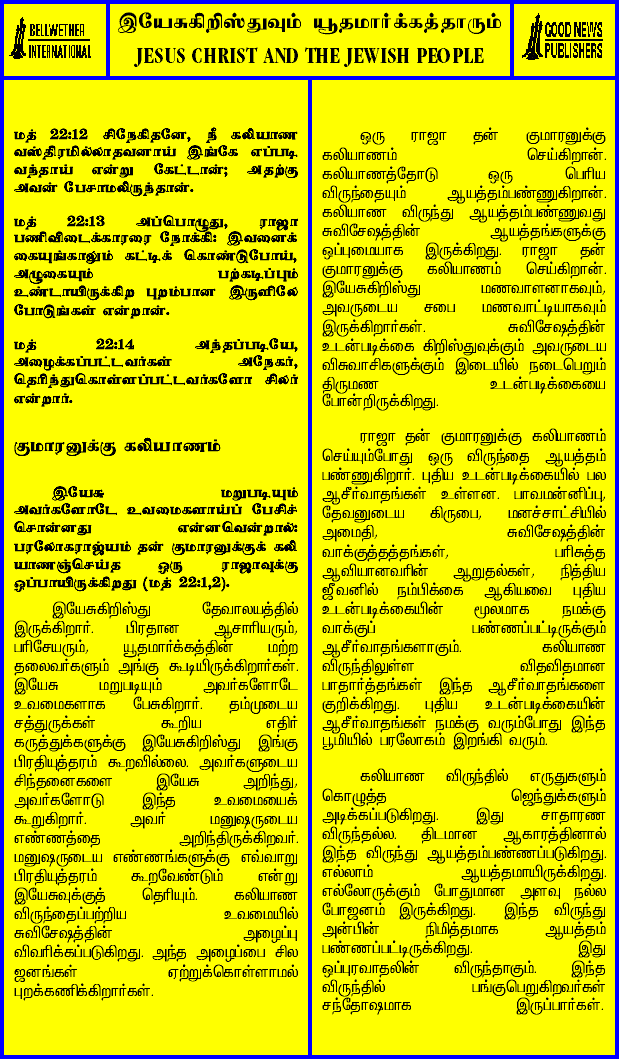 BELLWETHER
INTERNATIONAL
இயேசுகிறிஸ்துவும் யூதமார்க்கத்தாரும்
JESUS CHRIST AND THE JEWISH PEOPLE
GOOD NEWS
PUBLISHERS
மத் 22:12 சிநேகிதனே, நீ கலியாண
வஸ்திரமில்லாதவனாய் இங்கே எப்படி
வந்தாய் என்று கேட்டான்; அதற்கு
அவன் பேசாமலிருந்தான்.
மத் 22:13 அப்பொழுது, ராஜா
பணிவிடைக்காரரை நோக்கி: இவனைக்
கையுங்காலும் கட்டிக் கொண்டுபோய்,
அழுகையும் பற்கடிப்பும்
உண்டாயிருக்கிற புறம்பான இருளிலே
போடுங்கள் என்றான்.
மத் 22:14 அந்தப்படியே,
அழைக்கப்பட்டவர்கள் அநேகர்,
தெரிந்துகொள்ளப்பட்டவர்களோ சிலர்
என்றார்.
குமாரனுக்கு கலியாணம்
இயேசு மறுபடியும்
அவர்களோடே உவமைகளாய்ப் பேசிச்
சொன்னது என்னவென்றால்:
பரலோகராஜ்யம் தன் குமாரனுக்குக் கலி
யாணஞ்செய்த ஒரு ராஜாவுக்கு
ஒப்பாயிருக்கிறது (மத் 22:1,2).
இயேசுகிறிஸ்து தேவாலயத்தில்
இருக்கிறார். பிரதான ஆசாரியரும்,
பரிசேயரும், யூதமார்க்கத்தின் மற்ற
தலைவர்களும் அங்கு கூடியிருக்கிறார்கள்.
இயேசு மறுபடியும் அவர்களோடே
உவமைகளாக பேசுகிறார். தம்முடைய
சத்துருக்கள் கூறிய எதிர்
கருத்துக்களுக்கு இயேசுகிறிஸ்து இங்கு
பிரதியுத்தரம் கூறவில்லை. அவர்களுடைய
சிந்தனைகளை இயேசு அறிந்து,
அவர்களோடு இந்த உவமையைக்
கூறுகிறார். அவர் மனுஷருடைய
எண்ணத்தை அறிந்திருக்கிறவர்.
மனுஷருடைய எண்ணங்களுக்கு எவ்வாறு
பிரதியுத்தரம் கூறவேண்டும் என்று
இயேசுவுக்குத் தெரியும். கலியாண
விருந்தைப்பற்றிய உவமையில்
சுவிசேஷத்தின் அழைப்பு
விவரிக்கப்படுகிறது. அந்த அழைப்பை சில
ஜனங்கள் ஏற்றுக்கொள்ளாமல்
புறக்கணிக்கிறார்கள்.
ஒரு ராஜா தன் குமாரனுக்கு
கலியாணம் செய்கிறான்.
கலியாணத்தோடு ஒரு பெரிய
விருந்தையும் ஆயத்தம்பண்ணுகிறான்.
கலியாண விருந்து ஆயத்தம்பண்ணுவது
சுவிசேஷத்தின் ஆயத்தங்களுக்கு
ஒப்புமையாக இருக்கிறது. ராஜா தன்
குமாரனுக்கு கலியாணம் செய்கிறான்.
இயேசுகிறிஸ்து மணவாளனாகவும்,
அவருடைய சபை மணவாட்டியாகவும்
இருக்கிறார்கள். சுவிசேஷத்தின்
உடன்படிக்கை கிறிஸ்துவுக்கும் அவருடைய
விசுவாசிகளுக்கும் இடையில் நடைபெறும்
திருமண உடன்படிக்கையை
போன்றிருக்கிறது.
ராஜா தன் குமாரனுக்கு கலியாணம்
செய்யும்போது ஒரு விருந்தை ஆயத்தம்
பண்ணுகிறார். புதிய உடன்படிக்கையில் பல
ஆசீர்வாதங்கள் உள்ளன. பாவமன்னிப்பு,
தேவனுடைய கிருபை, மனச்சாட்சியில்
அமைதி, சுவிசேஷத்தின்
வாக்குத்தத்தங்கள், பரிசுத்த
ஆவியானவரின் ஆறுதல்கள், நித்திய
ஜீவனில் நம்பிக்கை ஆகியவை புதிய
உடன்படிக்கையின் மூலமாக நமக்கு
வாக்குப் பண்ணப்பட்டிருக்கும்
ஆசீர்வாதங்களாகும். கலியாண
விருந்திலுள்ள விதவிதமான
பாதார்த்தங்கள் இந்த ஆசீர்வாதங்களை
குறிக்கிறது. புதிய உடன்படிக்கையின்
ஆசீர்வாதங்கள் நமக்கு வரும்போது இந்த
பூமியில் பரலோகம் இறங்கி வரும்.
கலியாண விருந்தில் எருதுகளும்
கொழுத்த ஜெந்துக்களும்
அடிக்கப்படுகிறது. இது சாதாரண
விருந்தல்ல. திடமான ஆகாரத்தினால்
இந்த விருந்து ஆயத்தம்பண்ணப்படுகிறது.
எல்லாம் ஆயத்தமாயிருக்கிறது.
எல்லோருக்கும் போதுமான அளவு நல்ல
போஜனம் இருக்கிறது. இந்த விருந்து
அன்பின் நிமித்தமாக ஆயத்தம்
பண்ணப்பட்டிருக்கிறது. இது
ஒப்புரவாதலின் விருந்தாகும். இந்த
விருந்தில் பங்குபெறுகிறவர்கள்
சந்தோஷமாக இருப்பார்கள்.